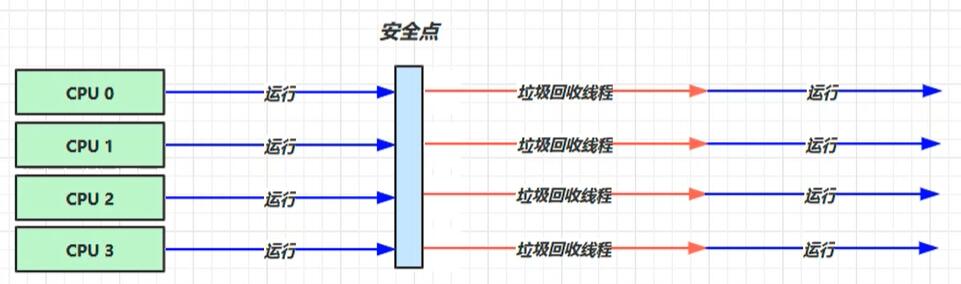 安全点
CPU 0 运行 垃圾回收线程 运行
CPU 1 运行 垃圾回收线程 运行
CPU 2 运行 垃圾回收线程 运行
CPU 3 运行 垃圾回收线程 运行